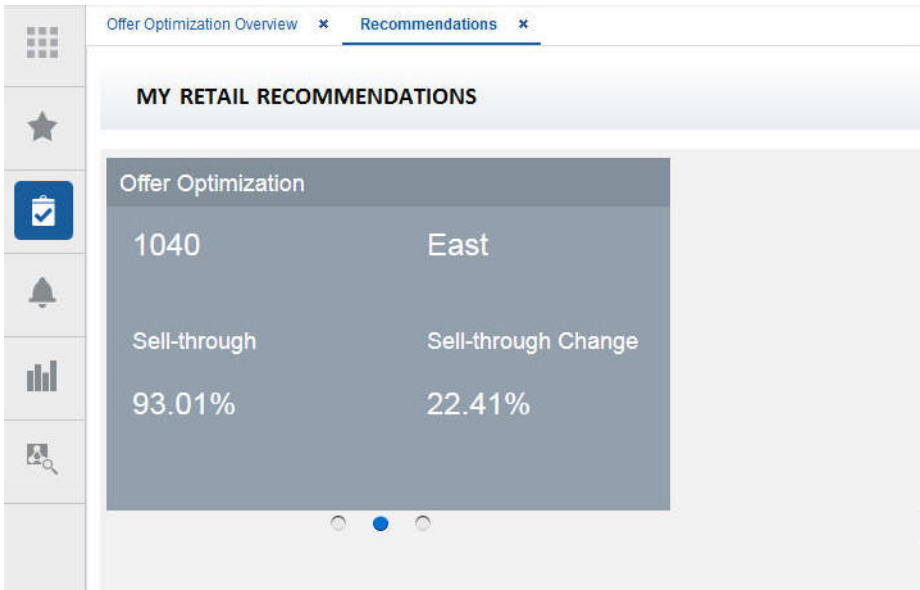 Offer Optimization Overview ✖ Recommendations ✖
MY RETAIL RECOMMENDATIONS
Offer Optimization
1040 East
Sell-through Sell-through Change
93.01% 22.41%